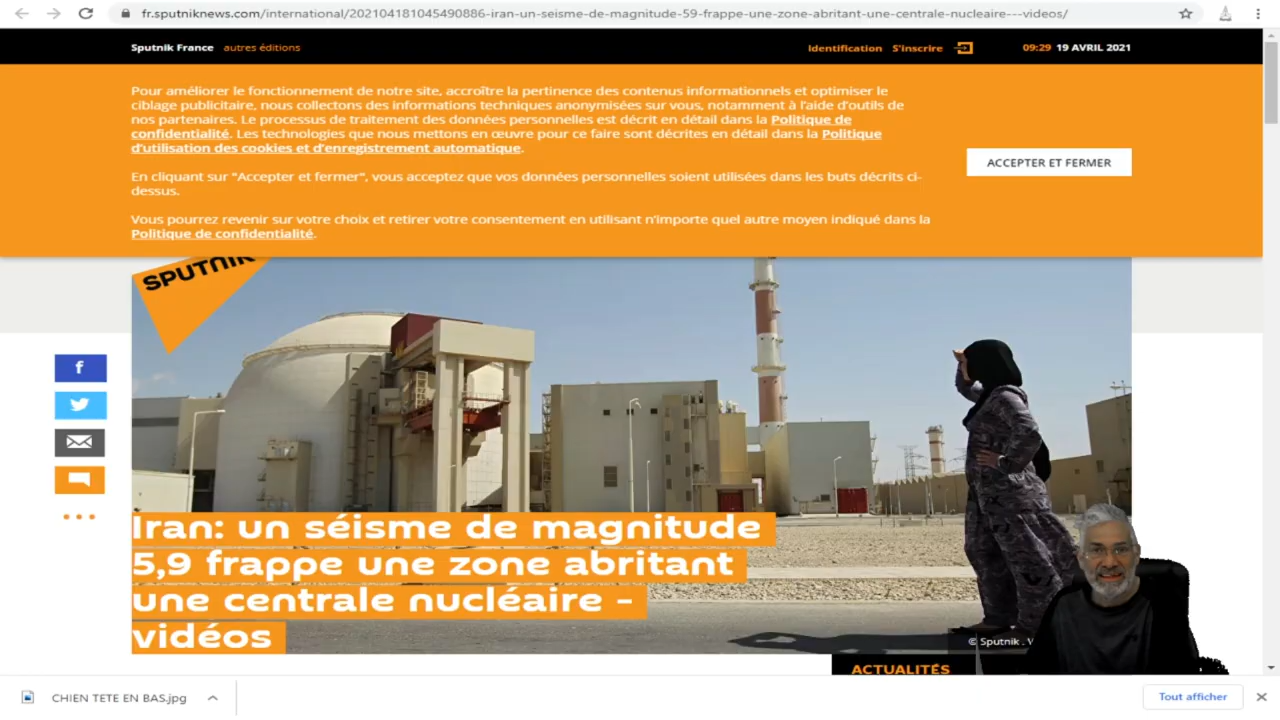 fr.sputniknews.com/international/202104181045490886-iran-un-seisme-de-magnitude-59-frappe-une-zone-abritant-une-centrale-nucleaire---videos/
Sputnik France autres éditions Identification S'inscrire 09:29 19 AVRIL 2021
Pour améliorer le fonctionnement de notre site, accroître la pertinence des contenus informationnels et optimiser le
ciblage publicitaire, nous collectons des informations techniques anonymisées sur vous, notamment à l'aide d'outils de
nos partenaires. Le processus de traitement des données personnelles est décrit en détail dans la Politique de
confidentialité. Les technologies que nous mettons en œuvre pour ce faire sont décrites en détail dans la Politique
d'utilisation des cookies et d'enregistrement automatique.
ACCEPTER ET FERMER
En cliquant sur "Accepter et fermer", vous acceptez que vos données personnelles soient utilisées dans les buts décrits ci-
dessus.
Vous pourrez revenir sur votre choix et retirer votre consentement en utilisant n'importe quel autre moyen indiqué dans la
Politique de confidentialité.
SPUTNIK
f
Iran: un séisme de magnitude
5,9 frappe une zone abritant
une centrale nucléaire -
vidéos
© Sputnik .
ACTUALITÉS
CHIEN TETE EN BAS.jpg
Tout afficher